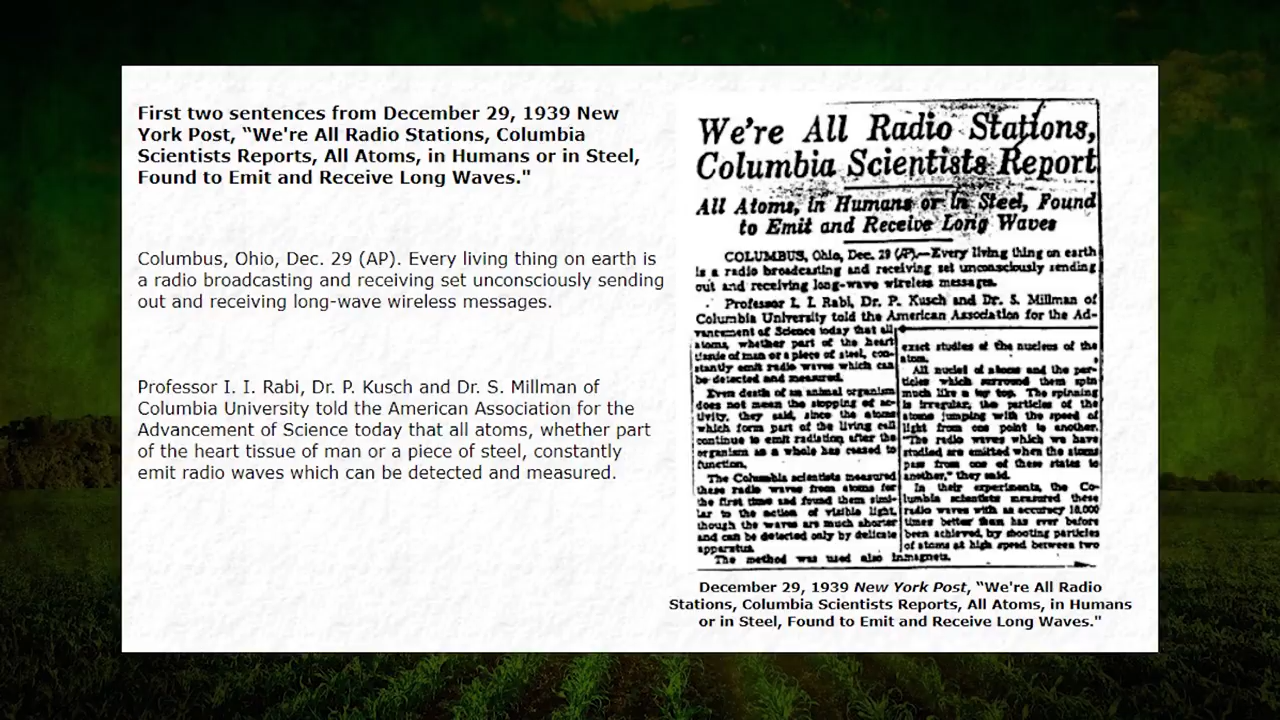 First two sentences from December 29, 1939 New
York Post, “We're All Radio Stations, Columbia
Scientists Reports, All Atoms, in Humans or in Steel,
Found to Emit and Receive Long Waves."
Columbus, Ohio, Dec. 29 (AP). Every living thing on earth is
a radio broadcasting and receiving set unconsciously sending
out and receiving long-wave wireless messages.
Professor I. I. Rabi, Dr. P. Kusch and Dr. S. Millman of
Columbia University told the American Association for the
Advancement of Science today that all atoms, whether part
of the heart tissue of man or a piece of steel, constantly
emit radio waves which can be detected and measured.
We're All Radio Stations,
Columbia Scientists Report
All Atoms, in Humans or in Steel, Found
to Emit and Receive Long Waves
COLUMBUS, Ohio, Dec. 29 (AP).—Every living thing on earth
is a radio broadcasting and receiving set unconsciously sending
out and receiving long-wave wireless messages.
Professor I. I. Rabi, Dr. P. Kusch and Dr. S. Millman of
Columbia University told the American Association for the Ad-
vancement of Science today that all
atoms, whether part of the heart
tissue of man or a piece of steel, con-
stantly emit radio waves which can
be detected and measured.
Even death of an animal organism
does not mean the stopping of ac-
tivity, they said, since the atoms
which form part of the living cell
continue to emit radiation after the
organism as a whole has ceased to
function.
The Columbia scientists measured
these radio waves from atoms for
the first time and found them simi-
lar to the action of visible light,
though the waves are much shorter
and can be detected only by delicate
apparatus.
The method was used also in
exact studies of the nucleus of the
atom.
All nuclei of atoms and the par-
ticles which surround them spin
much like a toy top. The spinning
is irregular, the particles of the
atoms jumping with the speed of
light from one point to another.
"The radio waves which we have
studied are emitted when the atoms
pass from one of these states to
another," they said.
In their experiments, the Co-
lumbia scientists measured these
radio waves with an accuracy 10,000
times better than has ever before
been achieved, by shooting particles
of atoms at high speed between two
magnets.
December 29, 1939 New York Post, “We're All Radio
Stations, Columbia Scientists Reports, All Atoms, in Humans
or in Steel, Found to Emit and Receive Long Waves."